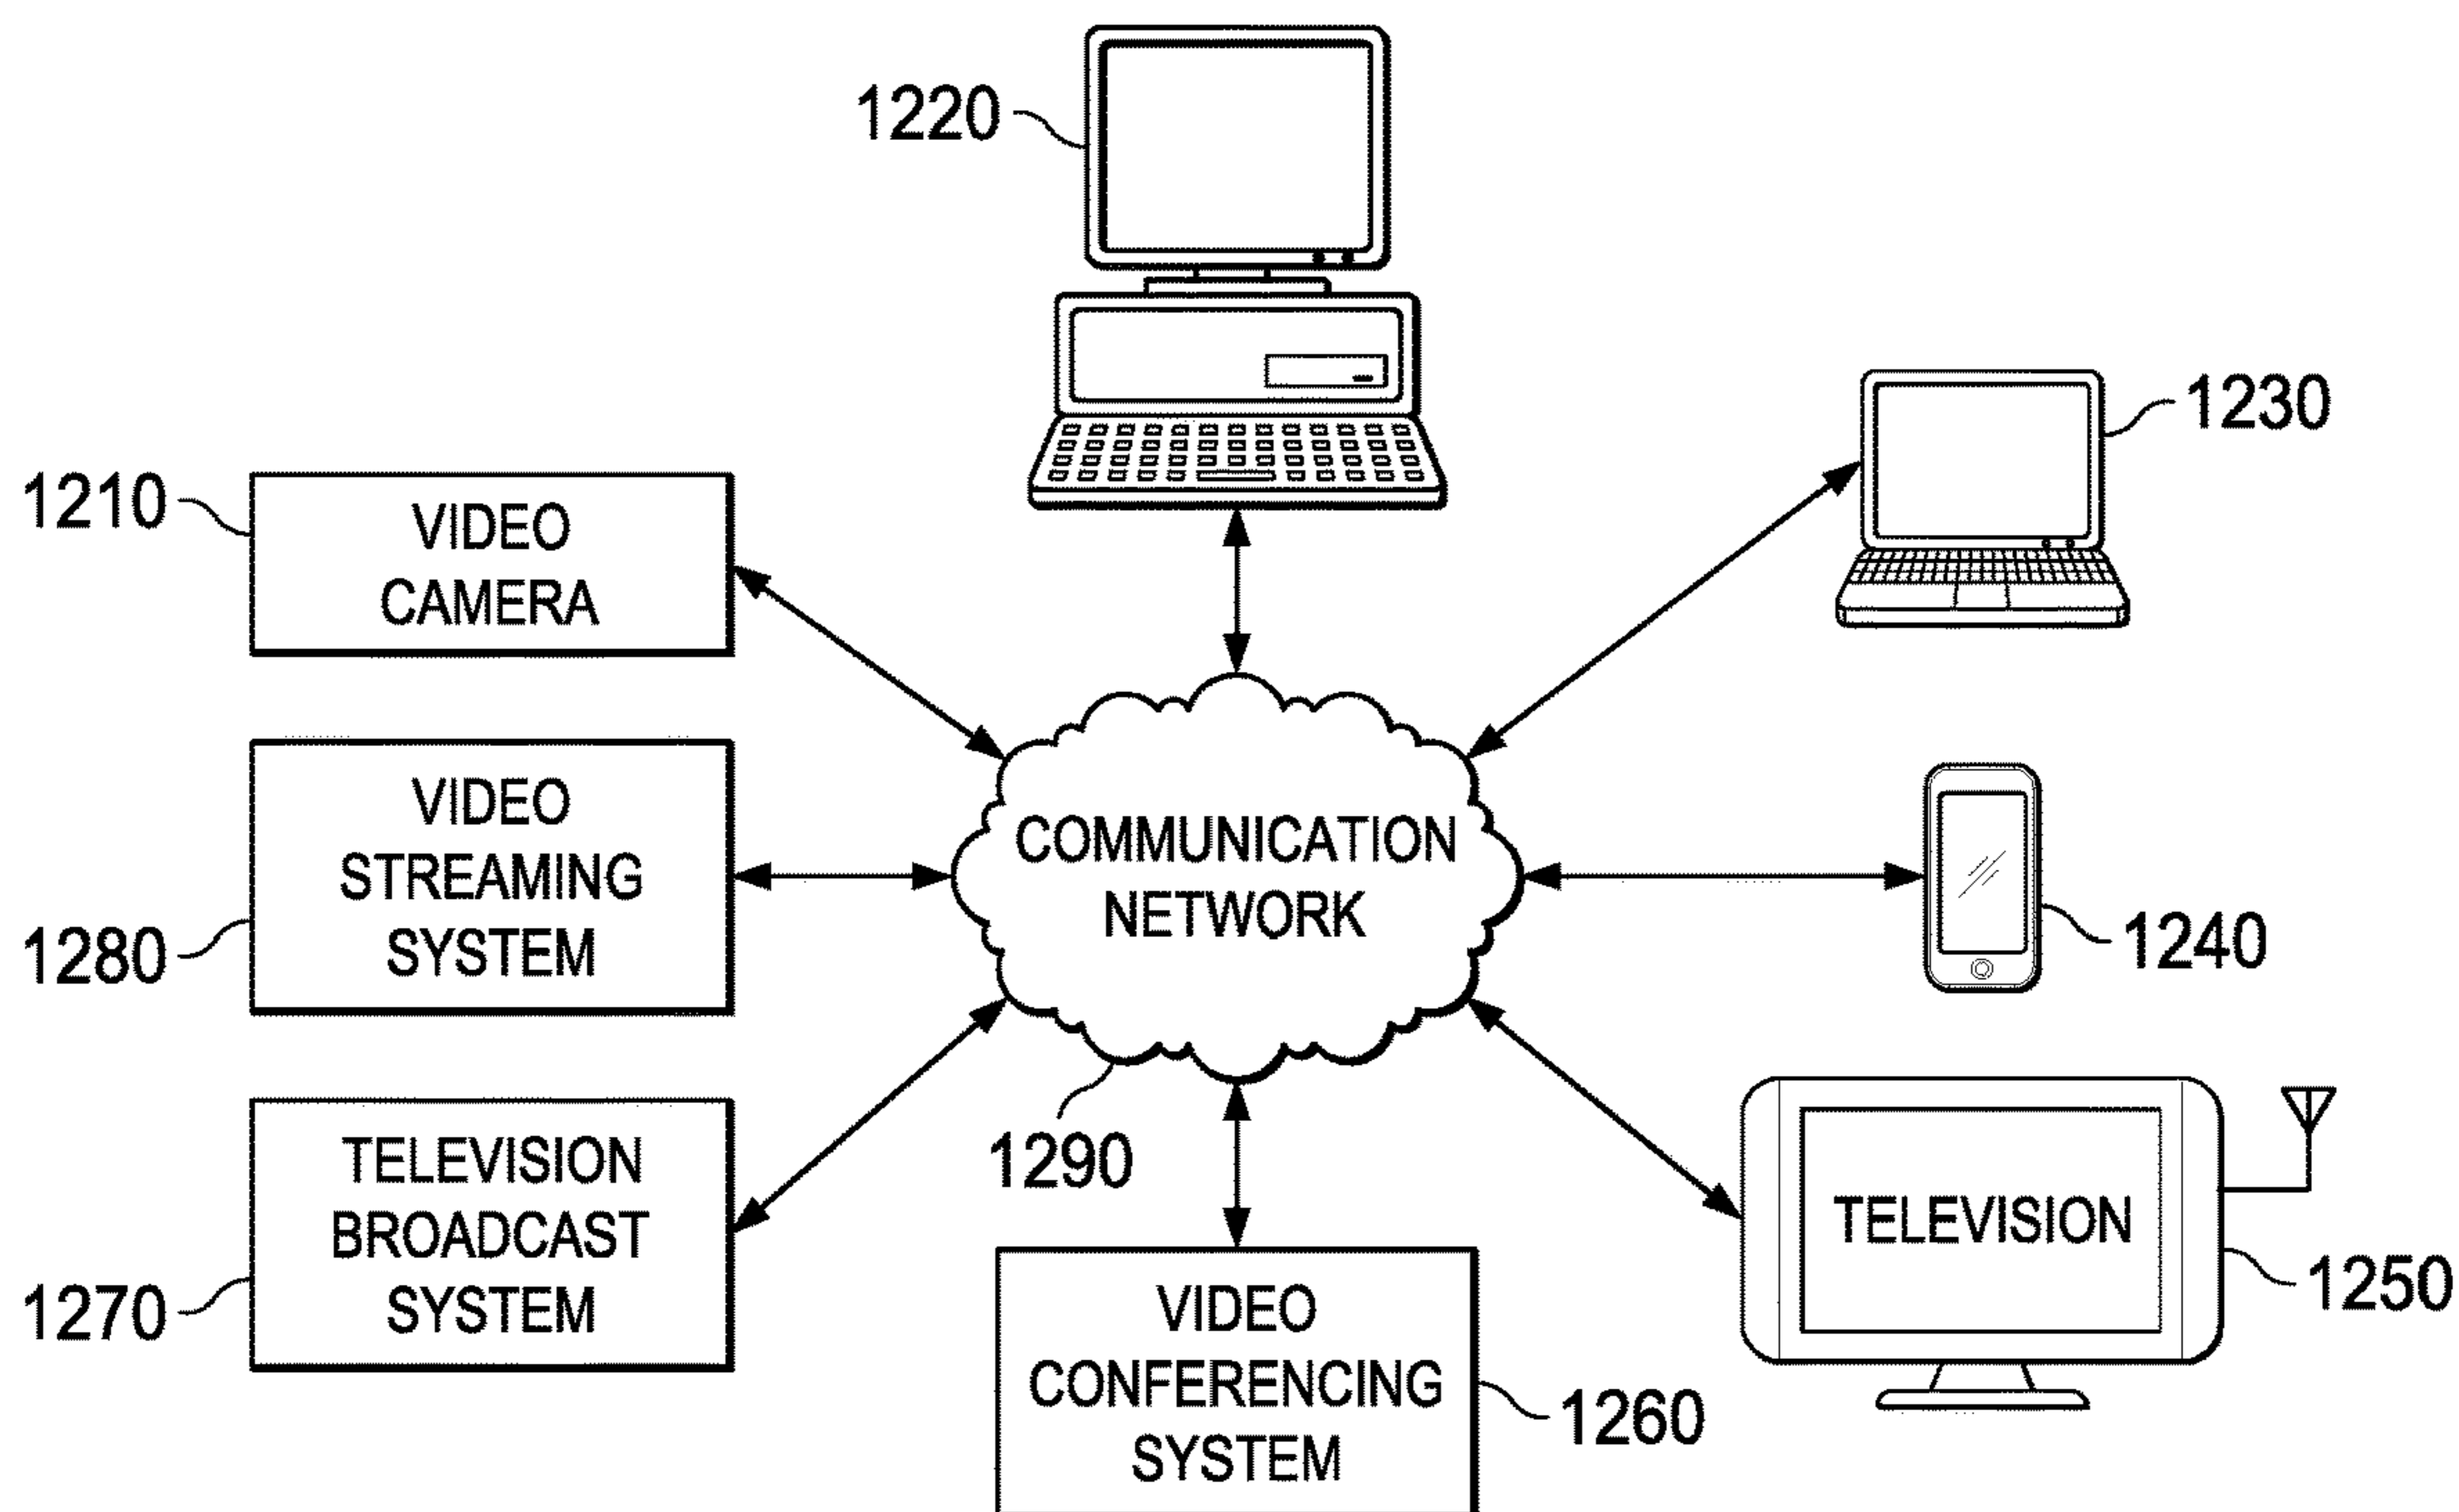 1220
1230
1210
VIDEO
CAMERA
VIDEO
STREAMING
SYSTEM
1280
COMMUNICATION
NETWORK
1240
TELEVISION
BROADCAST
SYSTEM
1270
1290
TELEVISION
1250
VIDEO
CONFERENCING
SYSTEM
1260